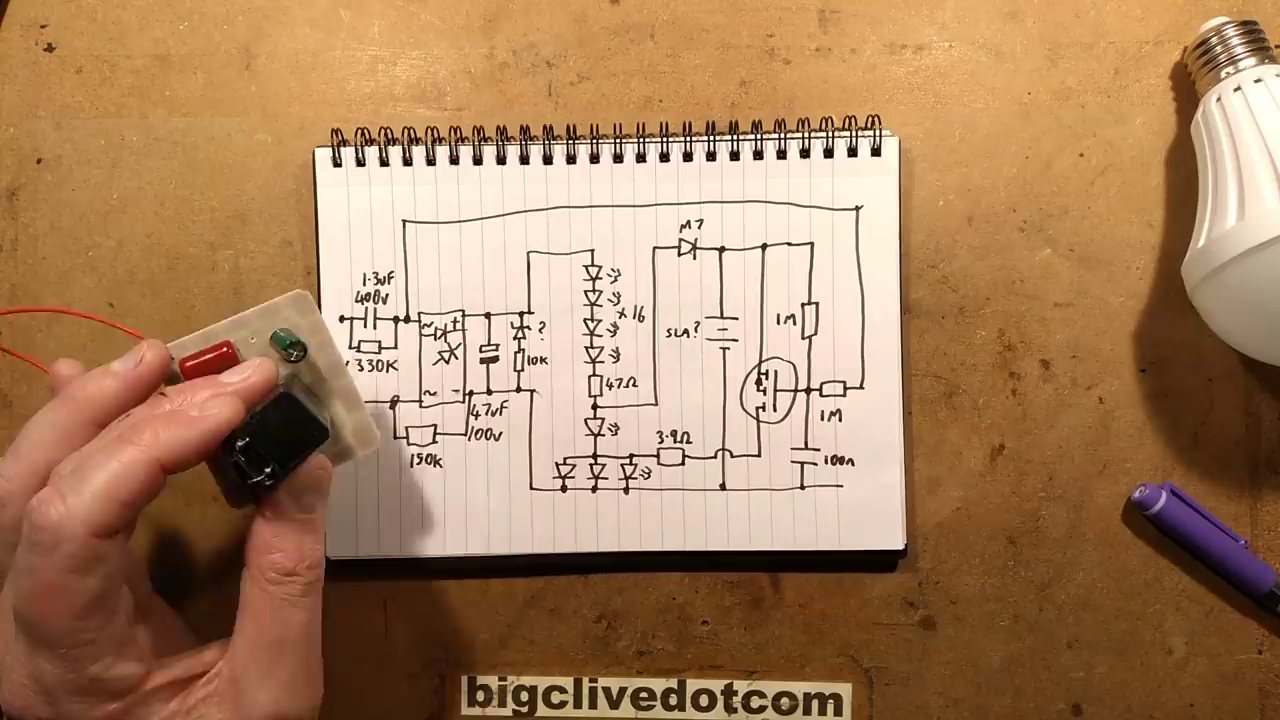 M7
1.3uF
400v
~ + ?
x 16
SLA?
1M
330K
10K
47Ω
~ -
47uF
100v
1M
150K
3.9Ω
100n
bigclivedotcom